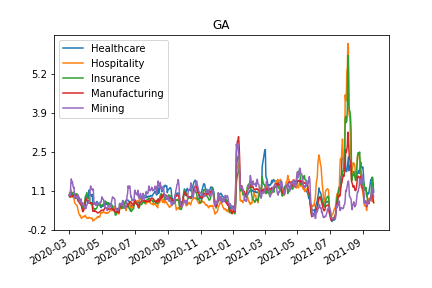 GA
Healthcare
Hospitality
Insurance
Manufacturing
Mining
5.2
3.9
2.5
1.1
-0.2
2020-03
2020-05
2020-07
2020-09
2020-11
2021-01
2021-03
2021-05
2021-07
2021-09